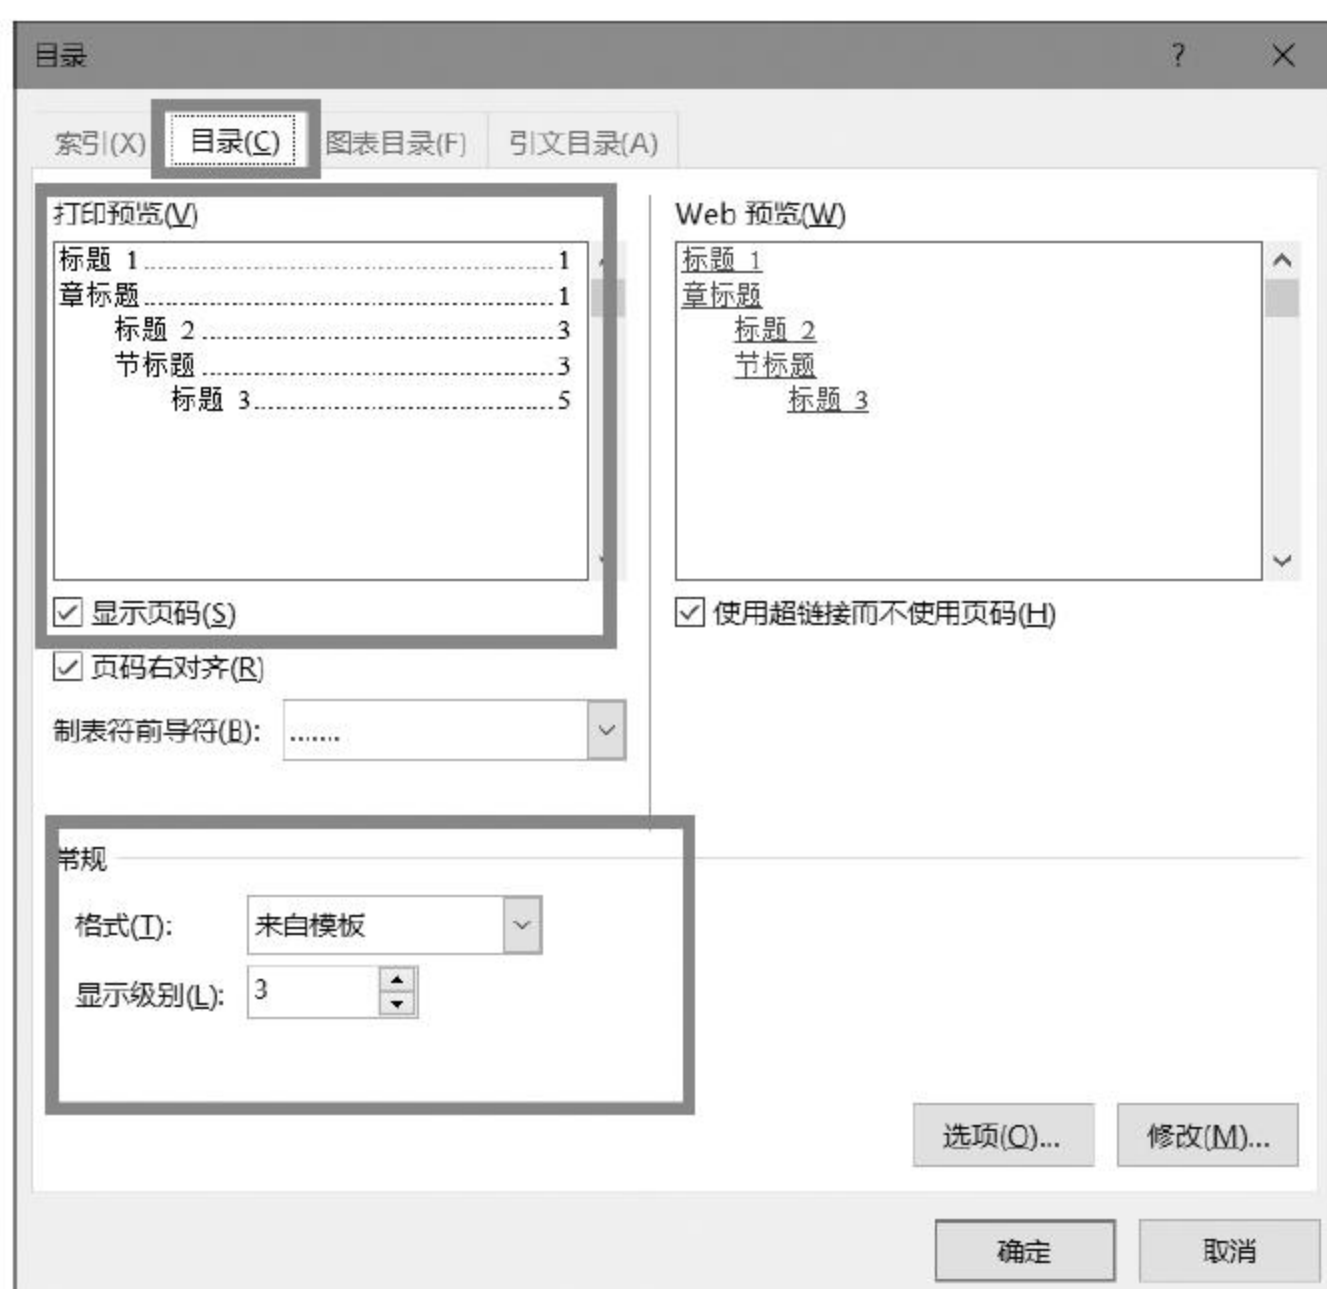 目录
?
索引(X) 目录(C) 图表目录(F) 引文目录(A)
打印预览(V)
标题 1.................................................1
章标题.................................................1
标题 2...........................................3
节标题...........................................3
标题 3....................................5
显示页码(S)
页码右对齐(R)
制表符前导符(B): .......
Web 预览(W)
标题 1
章标题
标题 2
节标题
标题 3
使用超链接而不使用页码(H)
常规
格式(T): 来自模板
显示级别(L): 3
选项(O)... 修改(M)...
确定 取消